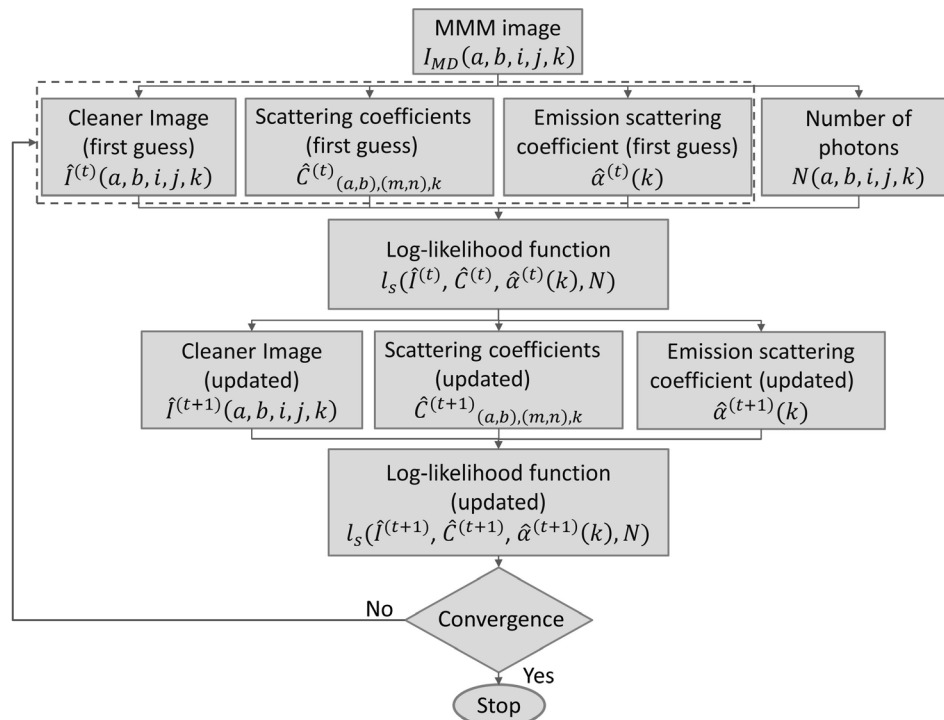 MMM image
I_{MD}(a, b, i, j, k)
Cleaner Image
(first guess)
Î^{(t)}(a, b, i, j, k)
Scattering coefficients
(first guess)
Ĉ^{(t)}_{(a,b),(m,n),k}
Emission scattering
coefficient (first guess)
α̂^{(t)}(k)
Number of
photons
N(a, b, i, j, k)
Log-likelihood function
l_s(Î^{(t)}, Ĉ^{(t)}, α̂^{(t)}(k), N)
Cleaner Image
(updated)
Î^{(t+1)}(a, b, i, j, k)
Scattering coefficients
(updated)
Ĉ^{(t+1)}_{(a,b),(m,n),k}
Emission scattering
coefficient (updated)
α̂^{(t+1)}(k)
Log-likelihood function
(updated)
l_s(Î^{(t+1)}, Ĉ^{(t+1)}, α̂^{(t+1)}(k), N)
No
Convergence
Yes
Stop